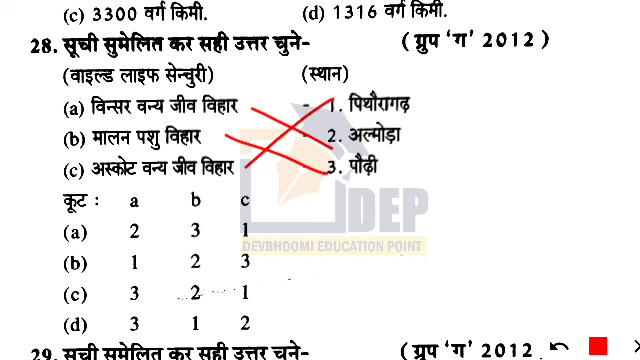 (c) 3300 वर्ग किमी. (d) 1316 वर्ग किमी.
28. सूची सुमेलित कर सही उत्तर चुने- (ग्रुप 'ग' 2012)
(वाइल्ड लाइफ सेन्चुरी) (स्थान)
(a) विन्सर वन्य जीव विहार - 1. पिथौरागढ़
(b) मालन पशु विहार - 2. अल्मोड़ा
(c) अस्कोट वन्य जीव विहार - 3. पौढ़ी
कूट : a b c
(a) 2 3 1
(b) 1 2 3
(c) 3 2 1
(d) 3 1 2
DEP
DEVBHOOMI EDUCATION POINT
29. सूची सुमेलित कर सही उत्तर चुने- (ग्रुप 'ग' 2012